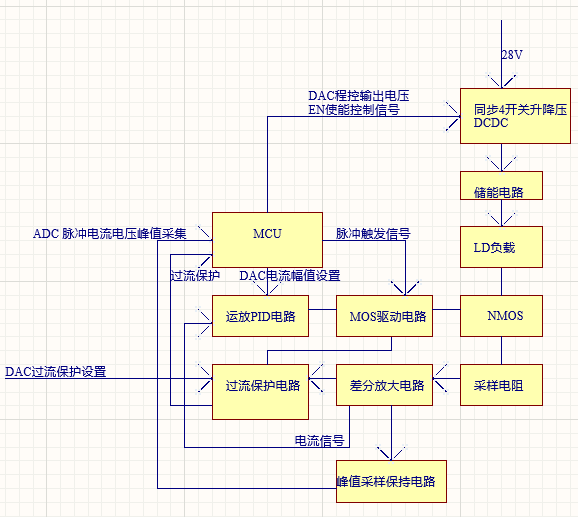 28V
DAC程控输出电压
EN使能控制信号
同步4开关升降压
DCDC
储能电路
MCU
ADC 脉冲电流电压峰值采集
脉冲触发信号
LD负载
过流保护
DAC电流幅值设置
运放PID电路
MOS驱动电路
NMOS
DAC过流保护设置
过流保护电路
差分放大电路
采样电阻
电流信号
峰值采样保持电路